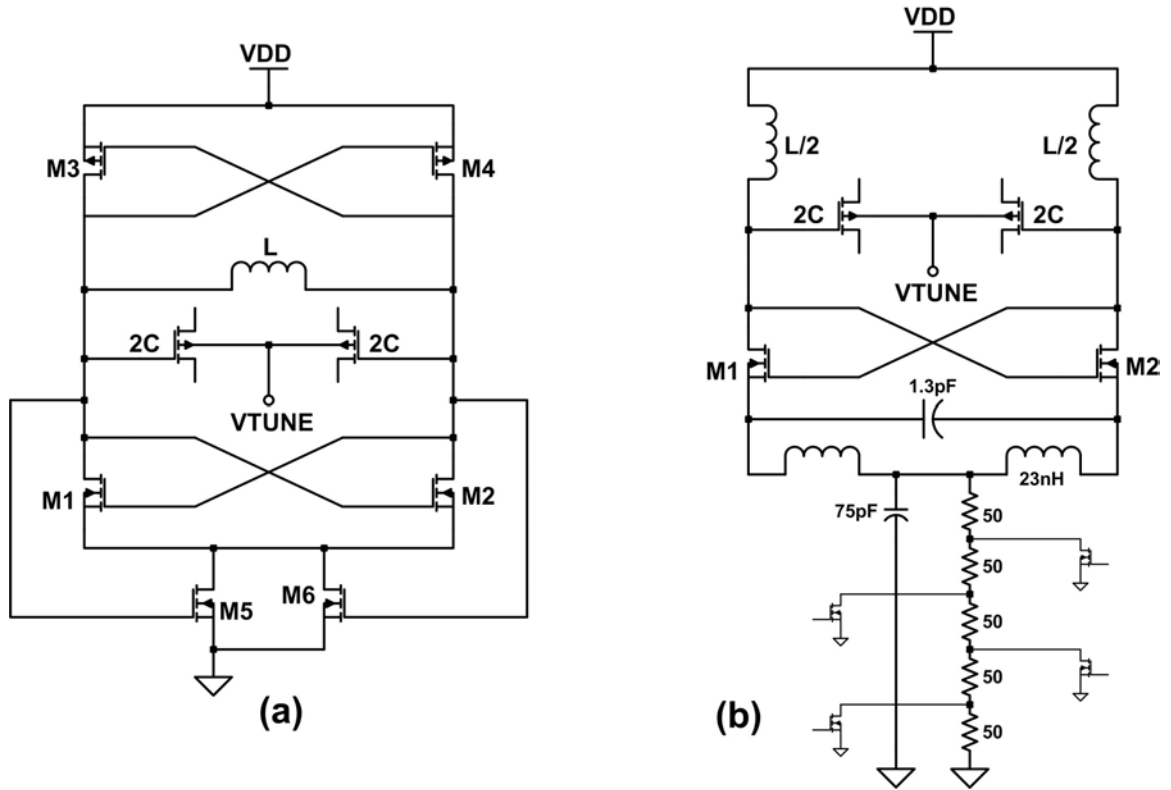 VDD
M3
M4
L
2C
2C
VTUNE
M1
M2
M5
M6
(a)
VDD
L/2
L/2
2C
2C
VTUNE
M1
M2
1.3pF
23nH
75pF
50
50
50
50
50
(b)